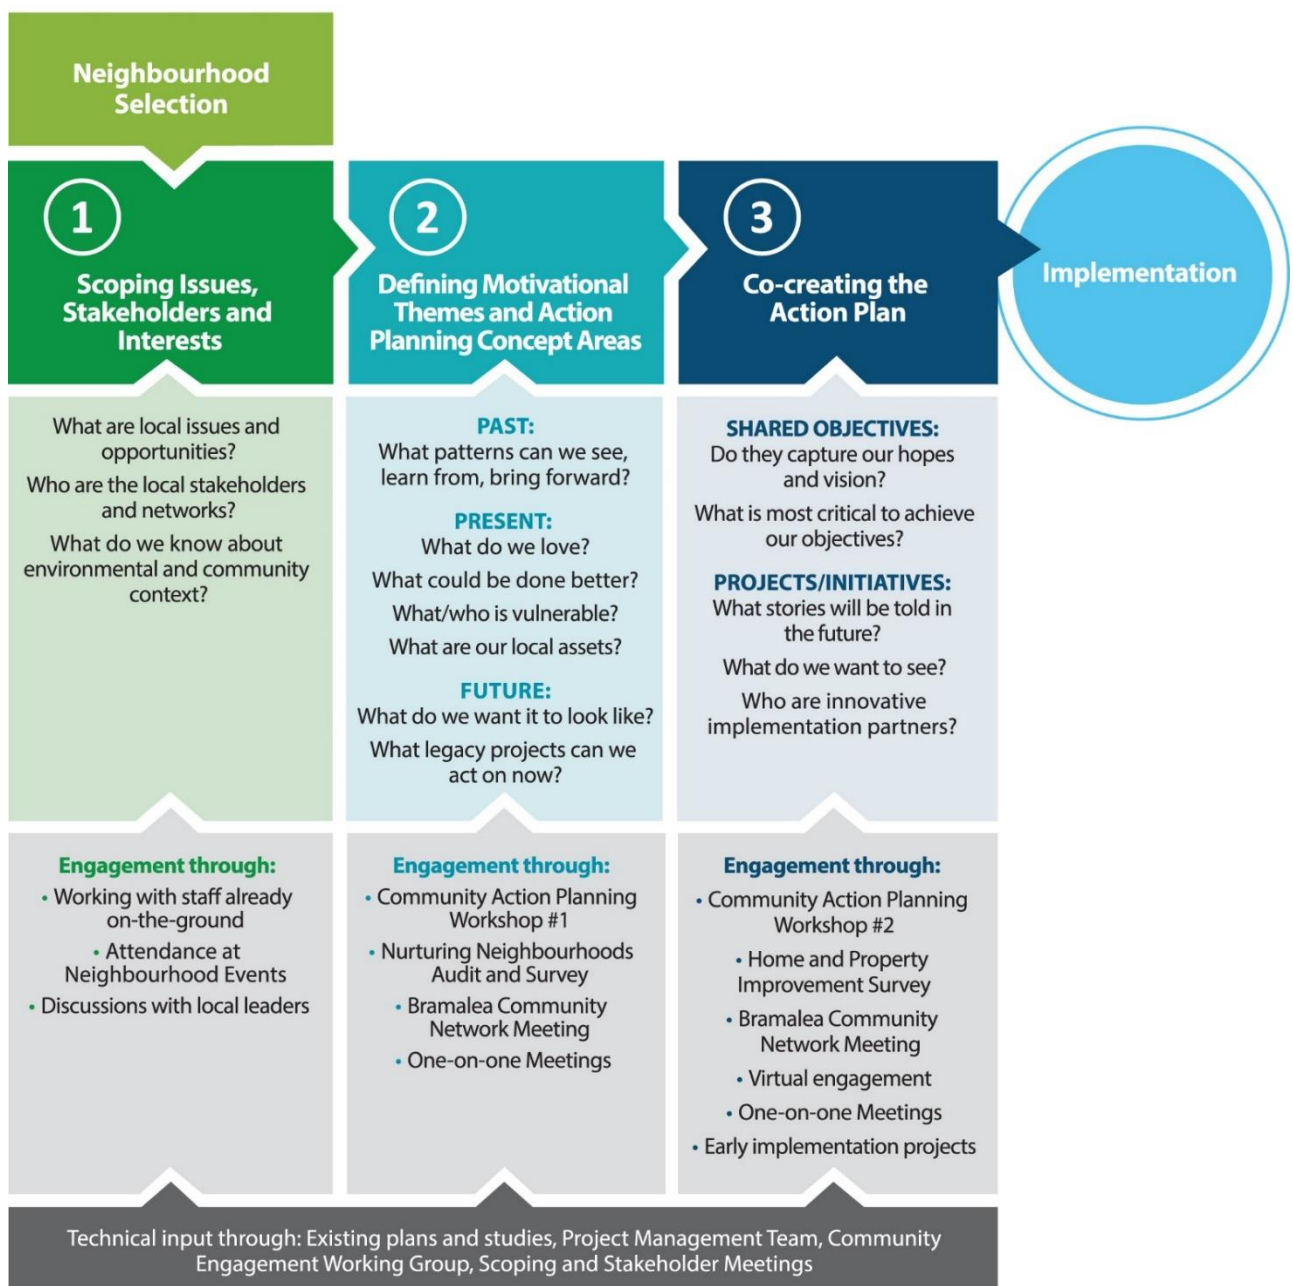 Neighbourhood
Selection
1
Scoping Issues,
Stakeholders and
Interests
What are local issues and
opportunities?
Who are the local stakeholders
and networks?
What do we know about
environmental and community
context?
Engagement through:
• Working with staff already
on-the-ground
• Attendance at
Neighbourhood Events
• Discussions with local leaders
2
Defining Motivational
Themes and Action
Planning Concept Areas
PAST:
What patterns can we see,
learn from, bring forward?
PRESENT:
What do we love?
What could be done better?
What/who is vulnerable?
What are our local assets?
FUTURE:
What do we want it to look like?
What legacy projects can we
act on now?
Engagement through:
• Community Action Planning
Workshop #1
• Nurturing Neighbourhoods
Audit and Survey
• Bramalea Community
Network Meeting
• One-on-one Meetings
3
Co-creating the
Action Plan
SHARED OBJECTIVES:
Do they capture our hopes
and vision?
What is most critical to achieve
our objectives?
PROJECTS/INITIATIVES:
What stories will be told in
the future?
What do we want to see?
Who are innovative
implementation partners?
Engagement through:
• Community Action Planning
Workshop #2
• Home and Property
Improvement Survey
• Bramalea Community
Network Meeting
• Virtual engagement
• One-on-one Meetings
• Early implementation projects
Implementation
Technical input through: Existing plans and studies, Project Management Team, Community
Engagement Working Group, Scoping and Stakeholder Meetings